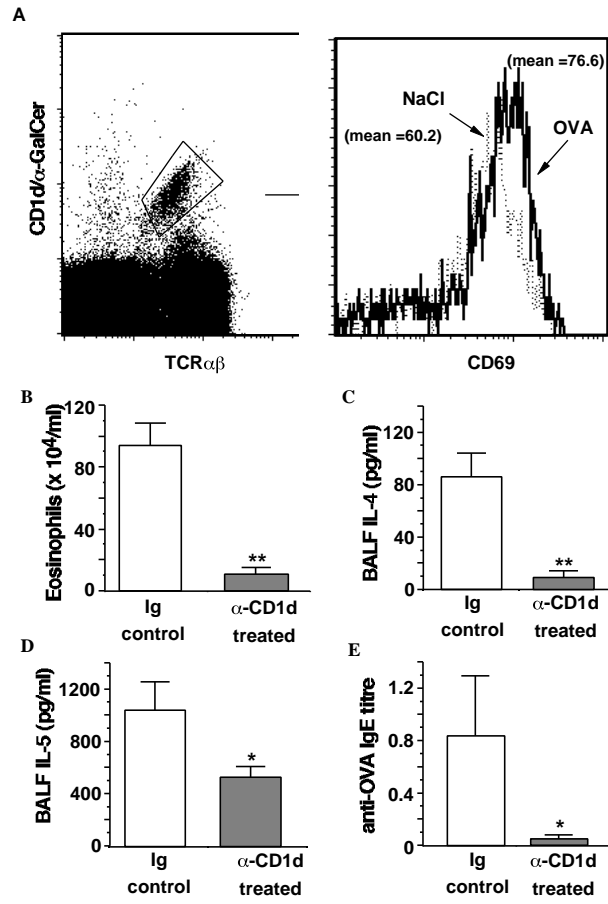 A
CD1d/α-GalCer
TCRαβ
(mean =76.6)
NaCl
(mean =60.2)
OVA
CD69
B
Eosinophils (x 10⁴/ml)
120
80
40
0
**
Ig control
α-CD1d treated
C
BALF IL-4 (pg/ml)
120
80
40
0
**
Ig control
α-CD1d treated
D
BALF IL-5 (pg/ml)
1200
800
400
0
*
Ig control
α-CD1d treated
E
anti-OVA IgE titre
1.2
0.8
0.4
0
*
Ig control
α-CD1d treated